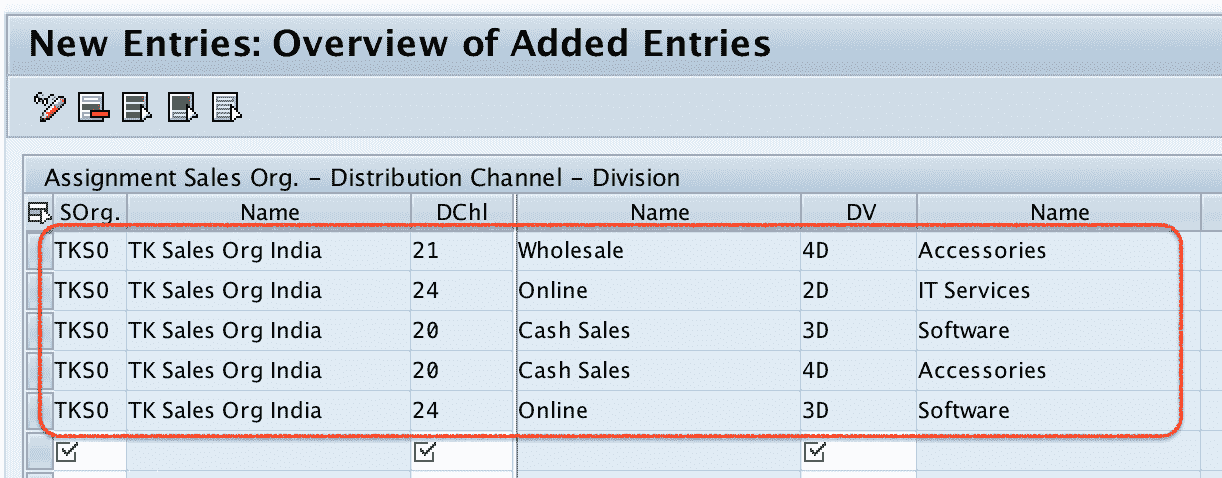 New Entries: Overview of Added Entries
Assignment Sales Org. – Distribution Channel – Division
SOrg. Name DChl Name DV Name
TKS0 TK Sales Org India 21 Wholesale 4D Accessories
TKS0 TK Sales Org India 24 Online 2D IT Services
TKS0 TK Sales Org India 20 Cash Sales 3D Software
TKS0 TK Sales Org India 20 Cash Sales 4D Accessories
TKS0 TK Sales Org India 24 Online 3D Software